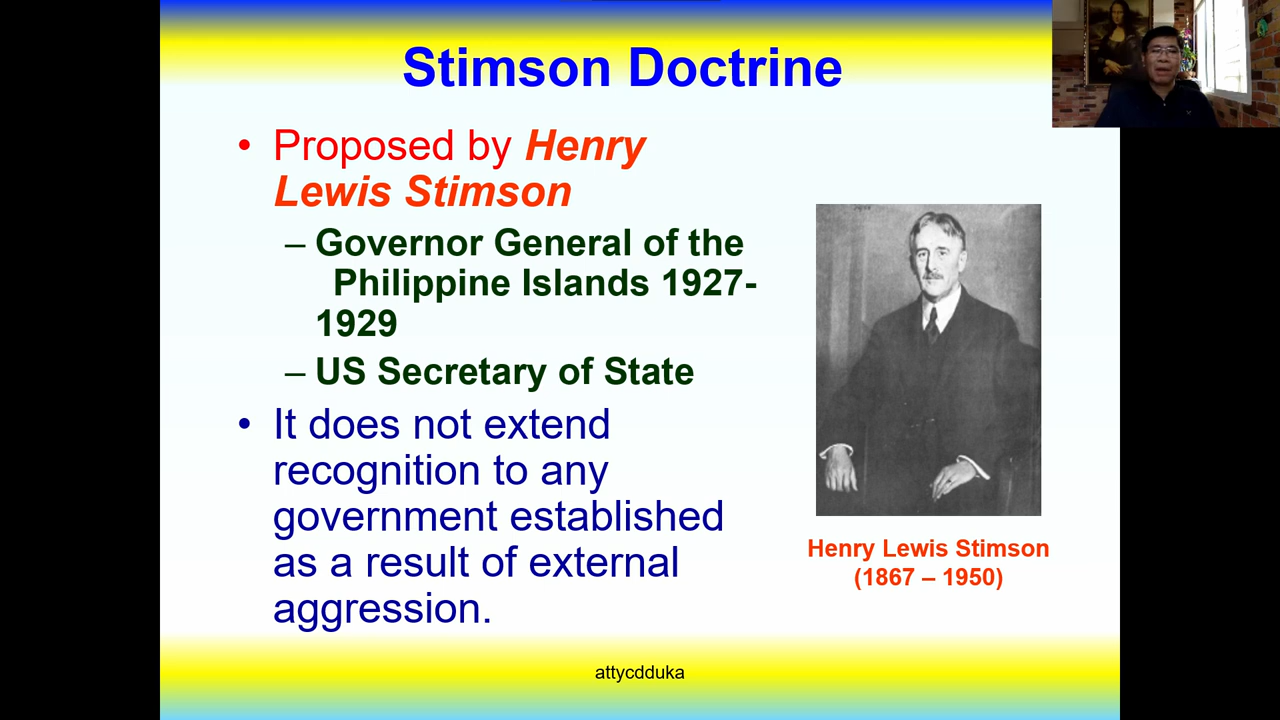 Stimson Doctrine
• Proposed by Henry
Lewis Stimson
– Governor General of the
Philippine Islands 1927-
1929
– US Secretary of State
• It does not extend
recognition to any
government established
as a result of external
aggression.
Henry Lewis Stimson
(1867 – 1950)
attycdduka